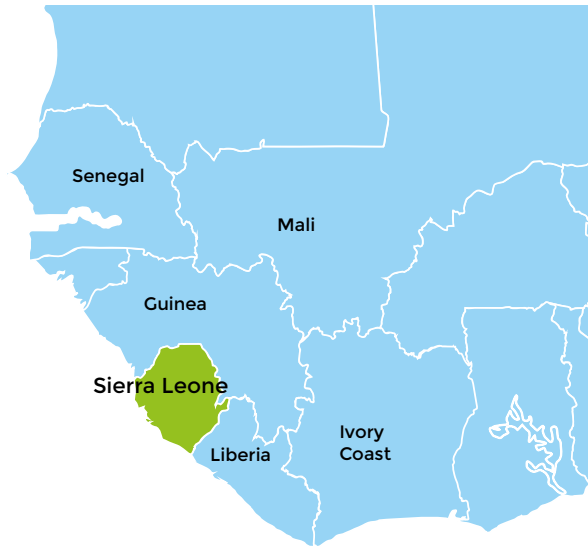 Senegal
Mali
Guinea
Sierra Leone
Ivory
Coast
Liberia